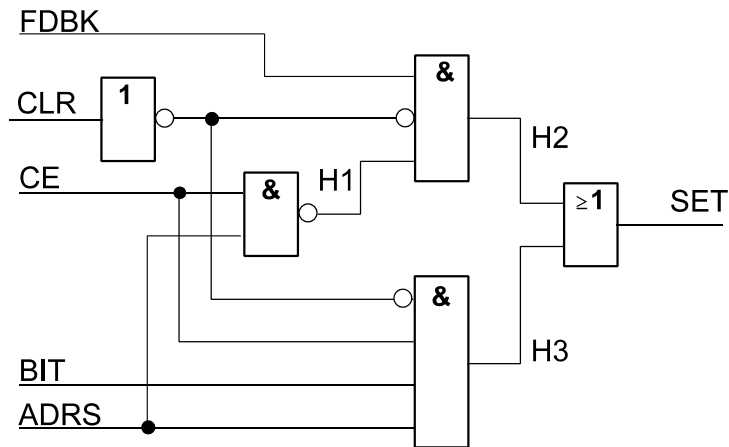 FDBK
&
CLR
1
H2
CE
&
H1
≥1
SET
&
H3
BIT
ADRS